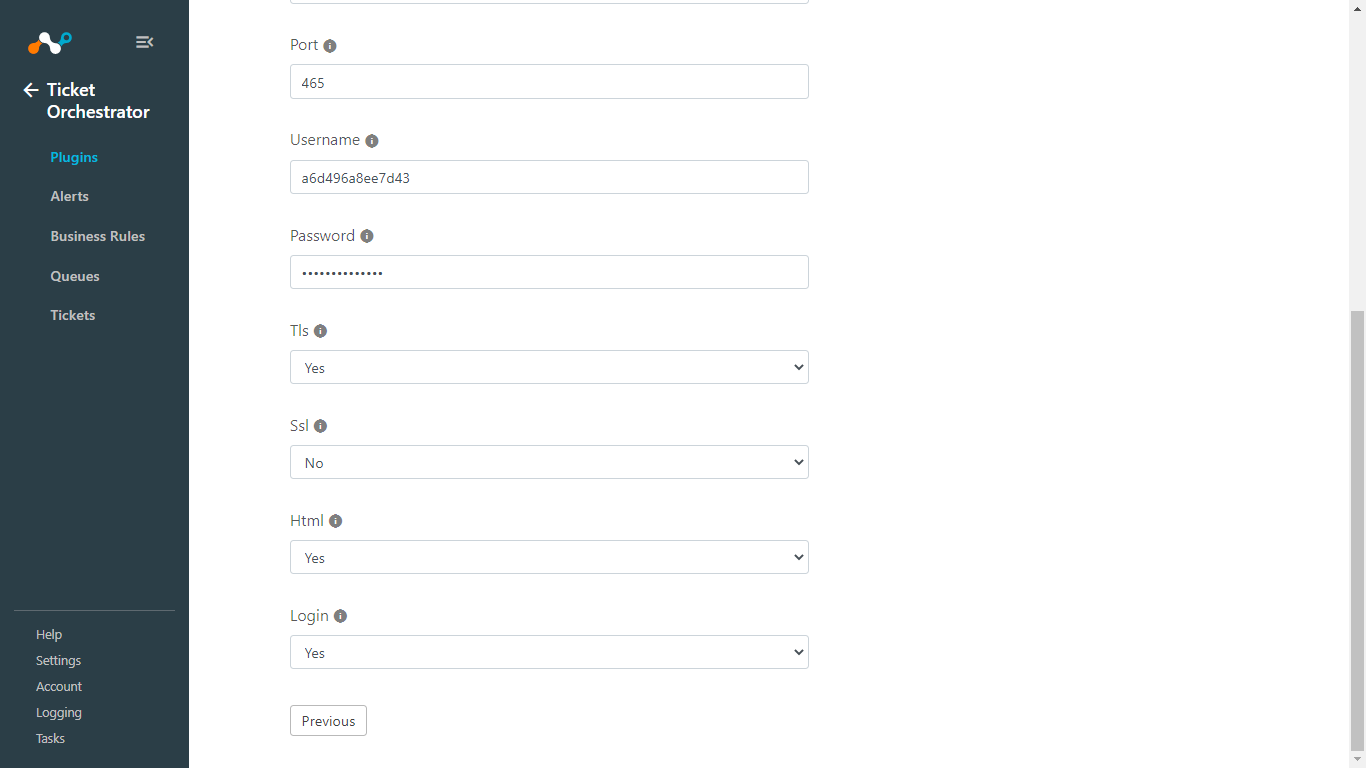 Ticket
Orchestrator
Plugins
Alerts
Business Rules
Queues
Tickets
Help
Settings
Account
Logging
Tasks
Port
465
Username
a6d496a8ee7d43
Password
••••••••••••••
Tls
Yes
Ssl
No
Html
Yes
Login
Yes
Previous